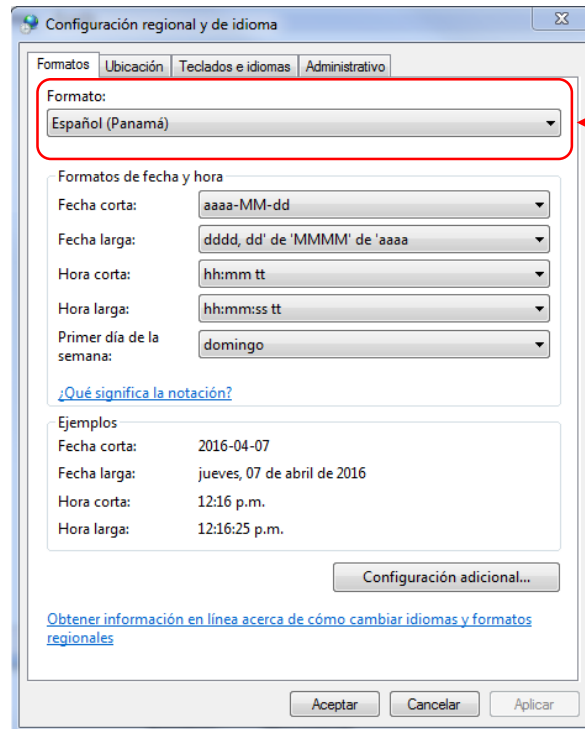 Configuración regional y de idioma
Formatos Ubicación Teclados e idiomas Administrativo
Formato:
Español (Panamá)
Formatos de fecha y hora
Fecha corta: aaaa-MM-dd
Fecha larga: dddd, dd' de 'MMMM' de 'aaaa
Hora corta: hh:mm tt
Hora larga: hh:mm:ss tt
Primer día de la
semana: domingo
¿Qué significa la notación?
Ejemplos
Fecha corta: 2016-04-07
Fecha larga: jueves, 07 de abril de 2016
Hora corta: 12:16 p.m.
Hora larga: 12:16:25 p.m.
Configuración adicional...
Obtener información en línea acerca de cómo cambiar idiomas y formatos
regionales
Aceptar Cancelar Aplicar